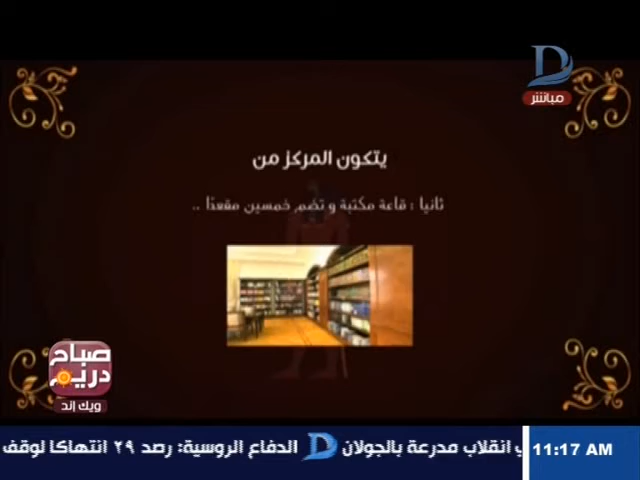 مباشر
يتكون المركز من
ثانيا : قاعة مكتبة و تضم خمسين مقعدًا ..
صباح
دريم
ويك إند
ي انقلاب مدرعة بالجولان الدفاع الروسية: رصد ٢٩ انتهاكا لوقف
11:17 AM